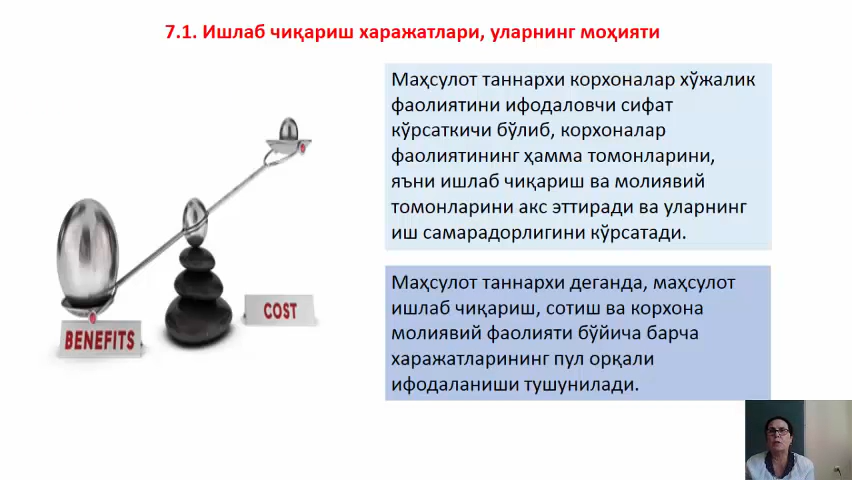 7.1. Ишлаб чиқариш харажатлари, уларнинг моҳияти
Маҳсулот таннархи корхоналар хўжалик
фаолиятини ифодаловчи сифат
кўрсаткичи бўлиб, корхоналар
фаолиятининг ҳамма томонларини,
яъни ишлаб чиқариш ва молиявий
томонларини акс эттиради ва уларнинг
иш самарадорлигини кўрсатади.
Маҳсулот таннархи деганда, маҳсулот
ишлаб чиқариш, сотиш ва корхона
молиявий фаолияти бўйича барча
харажатларининг пул орқали
ифодаланиши тушунилади.
BENEFITS
COST